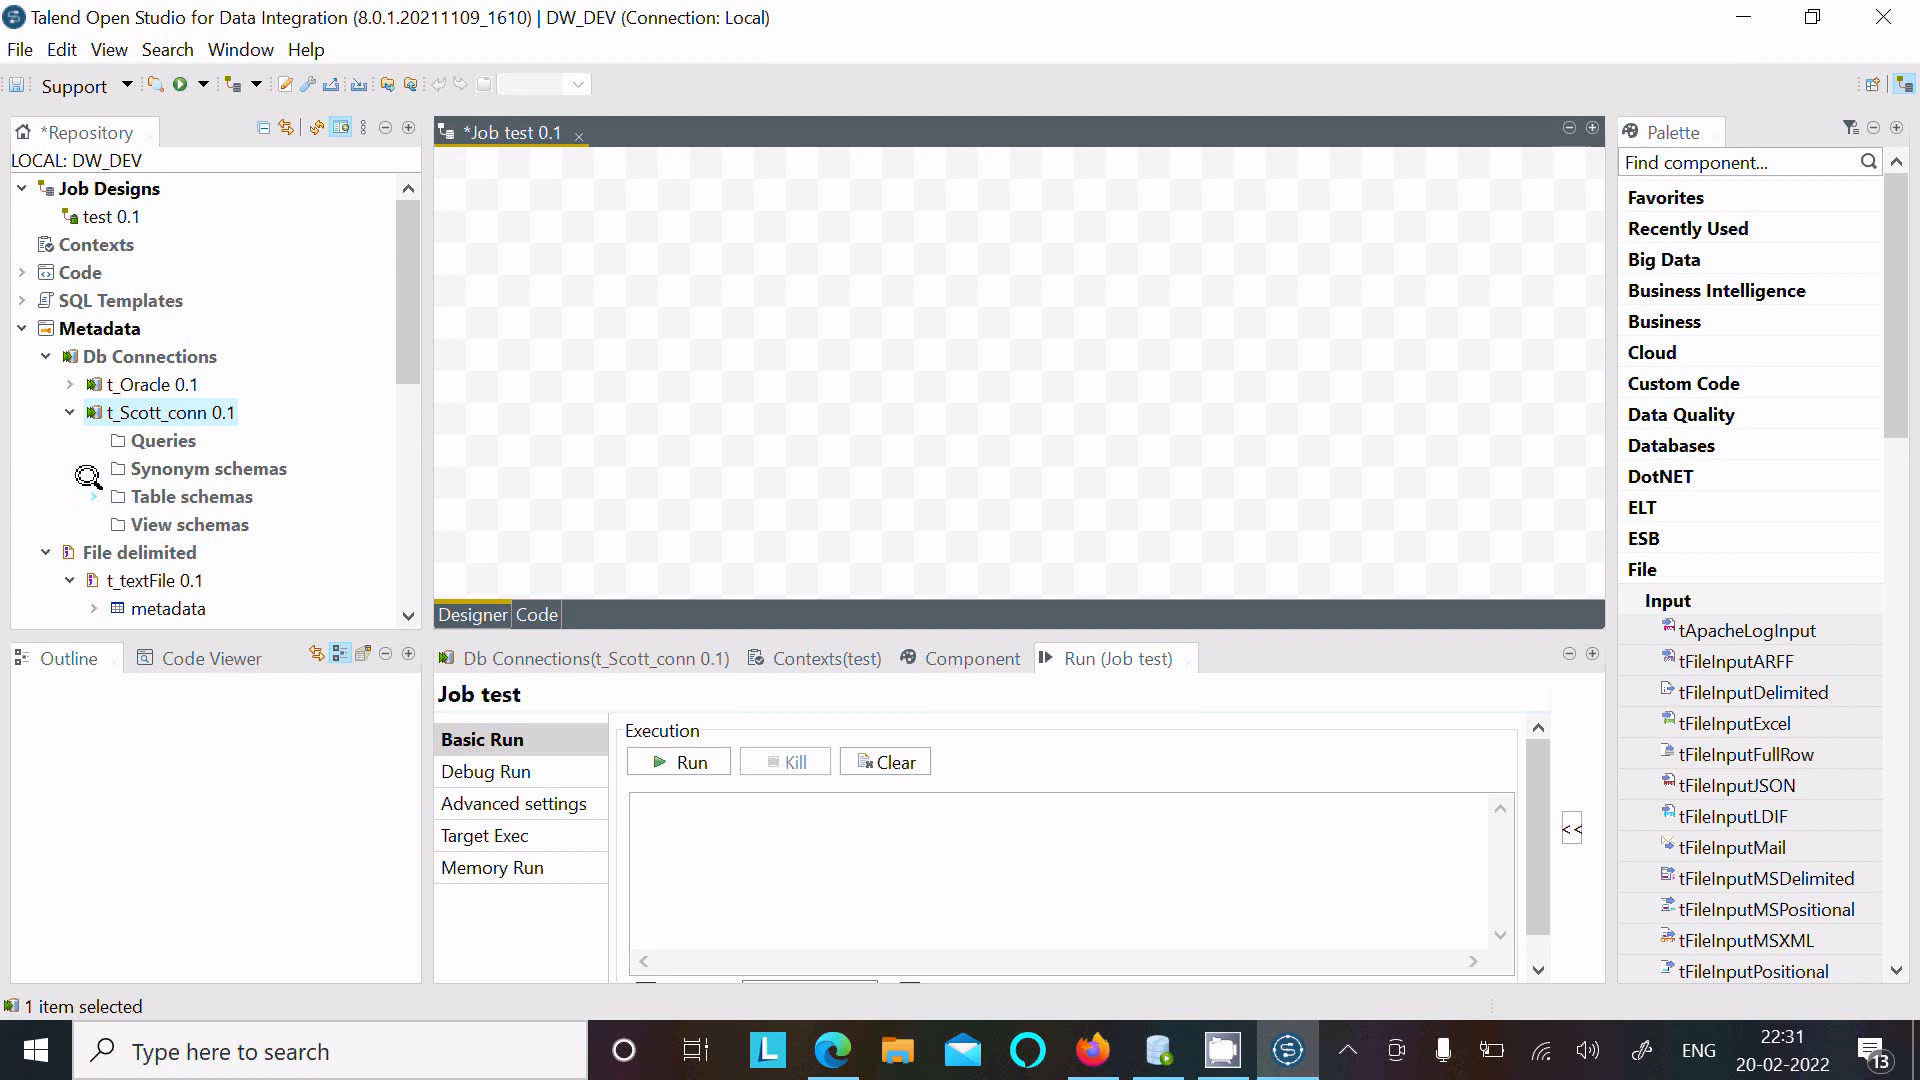 Talend Open Studio for Data Integration (8.0.1.20211109_1610) | DW_DEV (Connection: Local)
File Edit View Search Window Help
Support
*Repository
LOCAL: DW_DEV
Job Designs
test 0.1
Contexts
Code
SQL Templates
Metadata
Db Connections
t_Oracle 0.1
t_Scott_conn 0.1
Queries
Synonym schemas
Table schemas
View schemas
File delimited
t_textFile 0.1
metadata
*Job test 0.1
Designer Code
Palette
Find component...
Favorites
Recently Used
Big Data
Business Intelligence
Business
Cloud
Custom Code
Data Quality
Databases
DotNET
ELT
ESB
File
Input
tApacheLogInput
tFileInputARFF
tFileInputDelimited
tFileInputExcel
tFileInputFullRow
tFileInputJSON
tFileInputLDIF
tFileInputMail
tFileInputMSDelimited
tFileInputMSPositional
tFileInputMSXML
tFileInputPositional
Outline Code Viewer
Db Connections(t_Scott_conn 0.1) Contexts(test) Component Run (Job test)
Job test
Basic Run
Debug Run
Advanced settings
Target Exec
Memory Run
Execution
Run Kill Clear
<<
1 item selected
Type here to search
L
ENG
22:31
20-02-2022
13